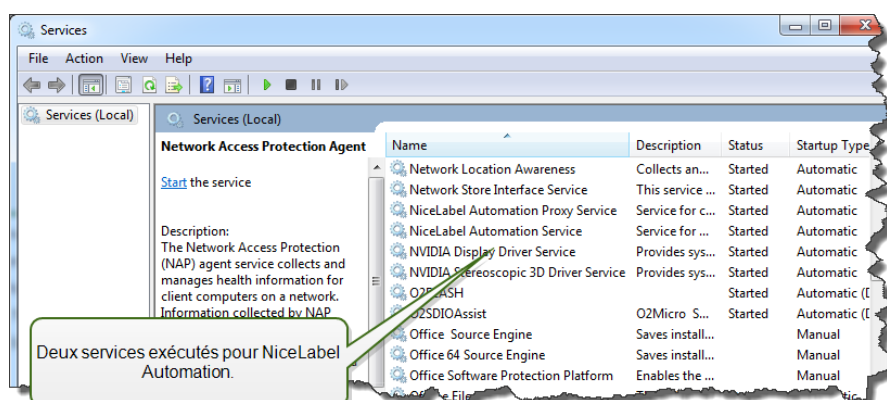 Services
File Action View Help
Services (Local)
Services (Local)
Network Access Protection Agent
Start the service
Description:
The Network Access Protection
(NAP) agent service collects and
manages health information for
client computers on a network.
Information collected by NAP
Name Description Status Startup Type
Network Location Awareness Collects an... Started Automatic
Network Store Interface Service This service ... Started Automatic
NiceLabel Automation Proxy Service Service for c... Started Automatic
NiceLabel Automation Service Service for ... Started Automatic
NVIDIA Display Driver Service Provides sys... Started Automatic
NVIDIA Stereoscopic 3D Driver Service Provides sys... Started Automatic
O2FLASH Started Automatic (D
O2SDIOAssist O2Micro S... Started Automatic (D
Office Source Engine Saves install... Manual
Office 64 Source Engine Saves install... Manual
Office Software Protection Platform Enables the ... Manual
Deux services exécutés pour NiceLabel
Automation.